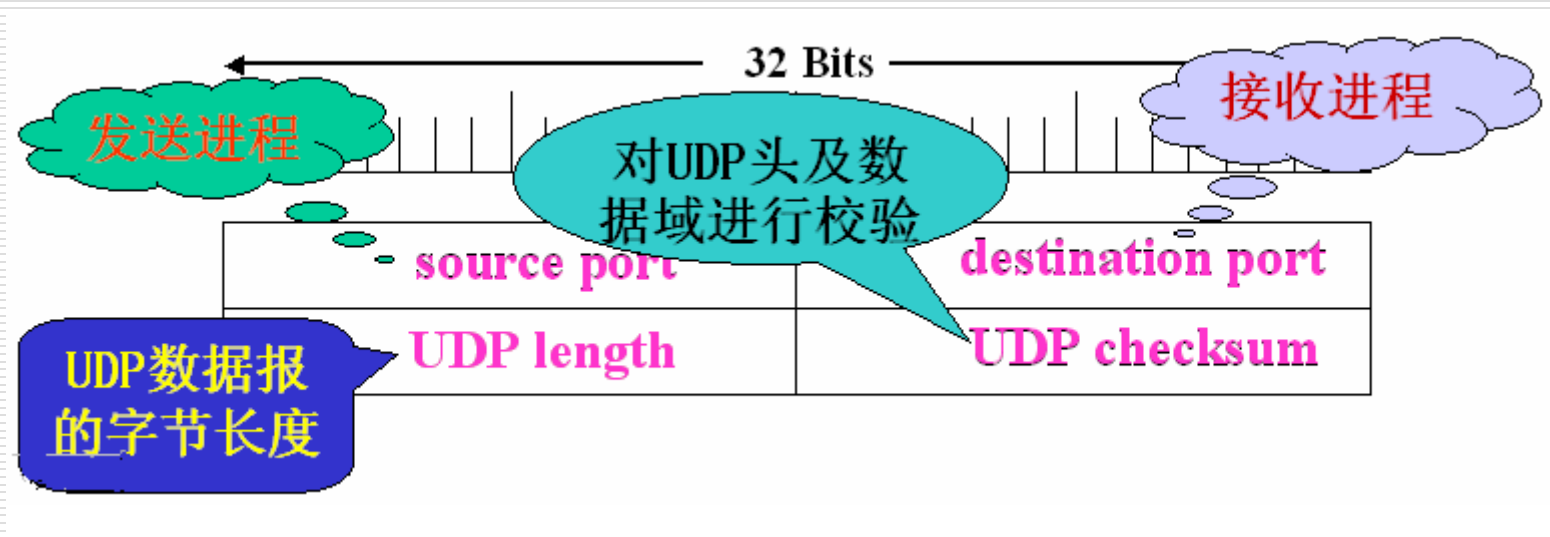 32 Bits
发送进程
接收进程
对UDP头及数
据域进行校验
source port
destination port
UDP数据报
的字节长度
UDP length
UDP checksum